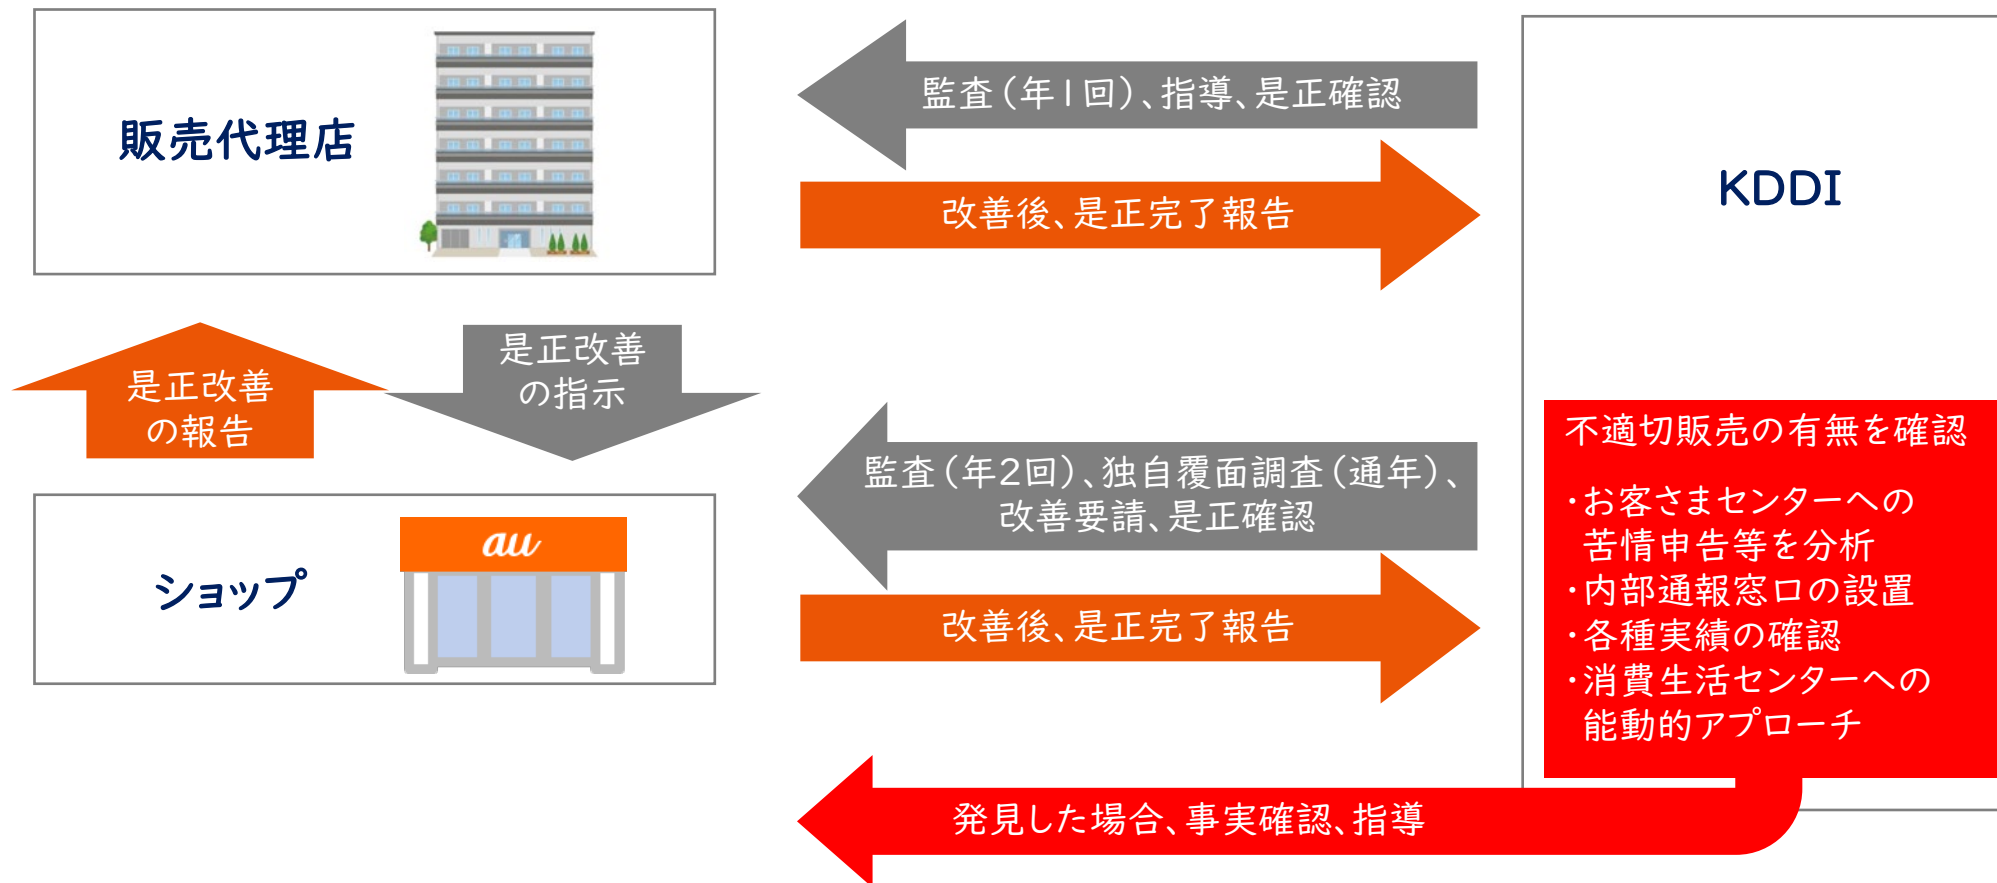 販売代理店
監査（年1回）、指導、是正確認
改善後、是正完了報告
KDDI
是正改善
の報告
是正改善
の指示
ショップ
au
監査（年2回）、独自覆面調査（通年）、
改善要請、是正確認
改善後、是正完了報告
不適切販売の有無を確認
・お客さまセンターへの
苦情申告等を分析
・内部通報窓口の設置
・各種実績の確認
・消費生活センターへの
能動的アプローチ
発見した場合、事実確認、指導